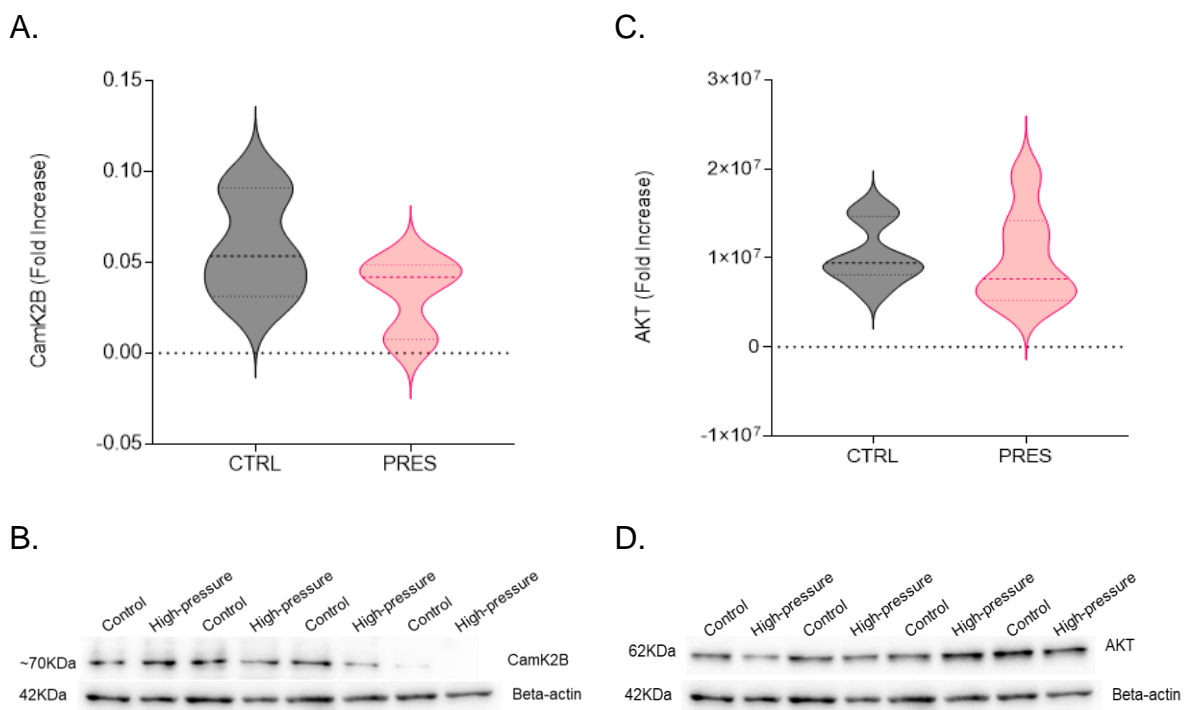 A.
0.15
0.10
0.05
0.00
-0.05
CamK2B (Fold Increase)
CTRL
PRES
C.
3×10⁷
2×10⁷
1×10⁷
0
-1×10⁷
AKT (Fold Increase)
CTRL
PRES
B.
Control
High-pressure
Control
High-pressure
Control
High-pressure
Control
High-pressure
~70KDa
CamK2B
42KDa
Beta-actin
D.
Control
High-pressure
Control
High-pressure
Control
High-pressure
Control
High-pressure
62KDa
AKT
42KDa
Beta-actin